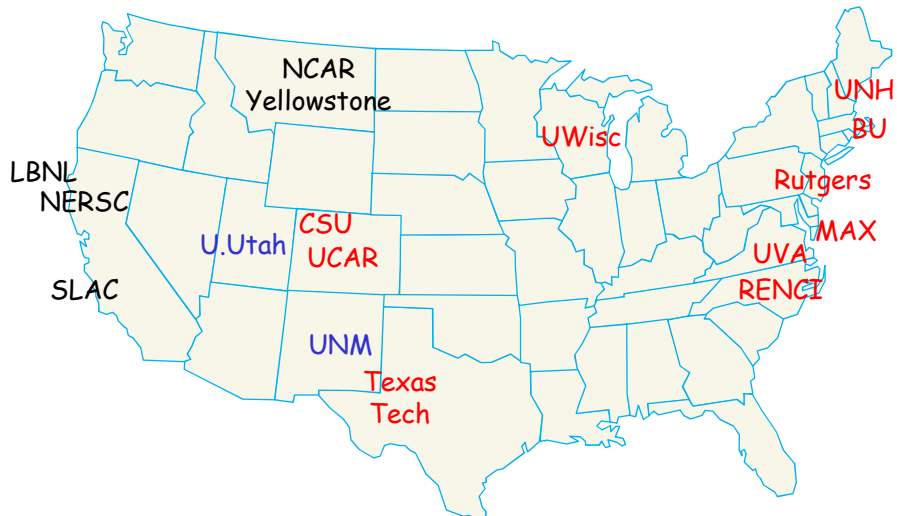 NCAR
Yellowstone
UNH
BU
UWisc
LBNL
NERSC
Rutgers
CSU
UCAR
U.Utah
MAX
UVA
SLAC
RENCI
UNM
Texas
Tech